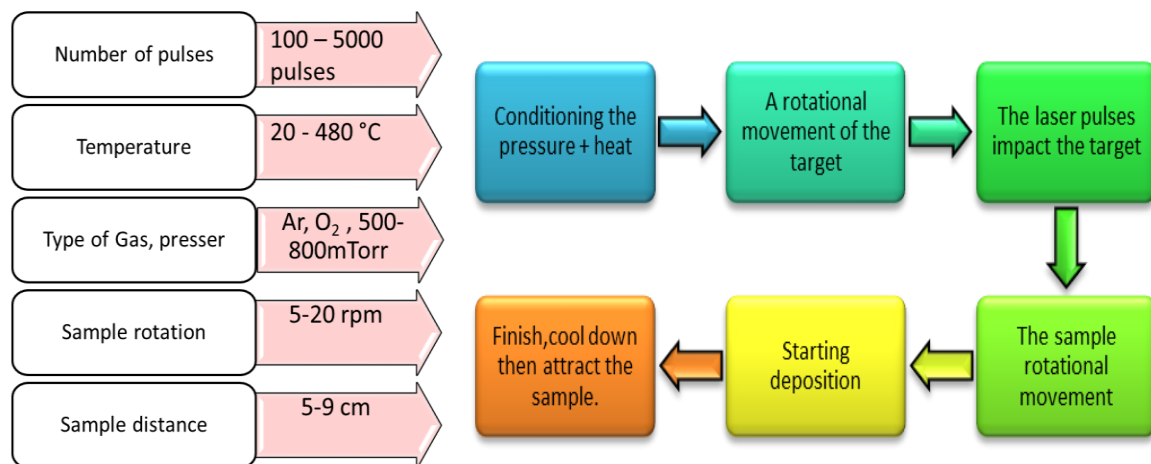 Number of pulses
100 – 5000
pulses
Temperature
20 - 480 °C
Type of Gas, presser
Ar, O₂ , 500-
800mTorr
Sample rotation
5-20 rpm
Sample distance
5-9 cm
Conditioning the
pressure + heat
A rotational
movement of the
target
The laser pulses
impact the target
The sample
rotational
movement
Starting
deposition
Finish,cool down
then attract the
sample.